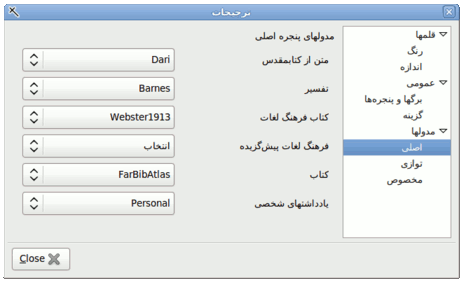 برجیحات
قلمها
رنگ
اندازه
عمومی
برگها و پنجره‌ها
گزینه
مدولها
اصلی
توازی
مخصوص
مدولهای پنجره اصلی
متن از کتابمقدس
Dari
تفسیر
Barnes
کتاب فرهنگ لغات
Webster1913
فرهنگ لغات پیش‌گزیده
انتخاب
کتاب
FarBibAtlas
یادداشتهای شخصی
Personal
Close